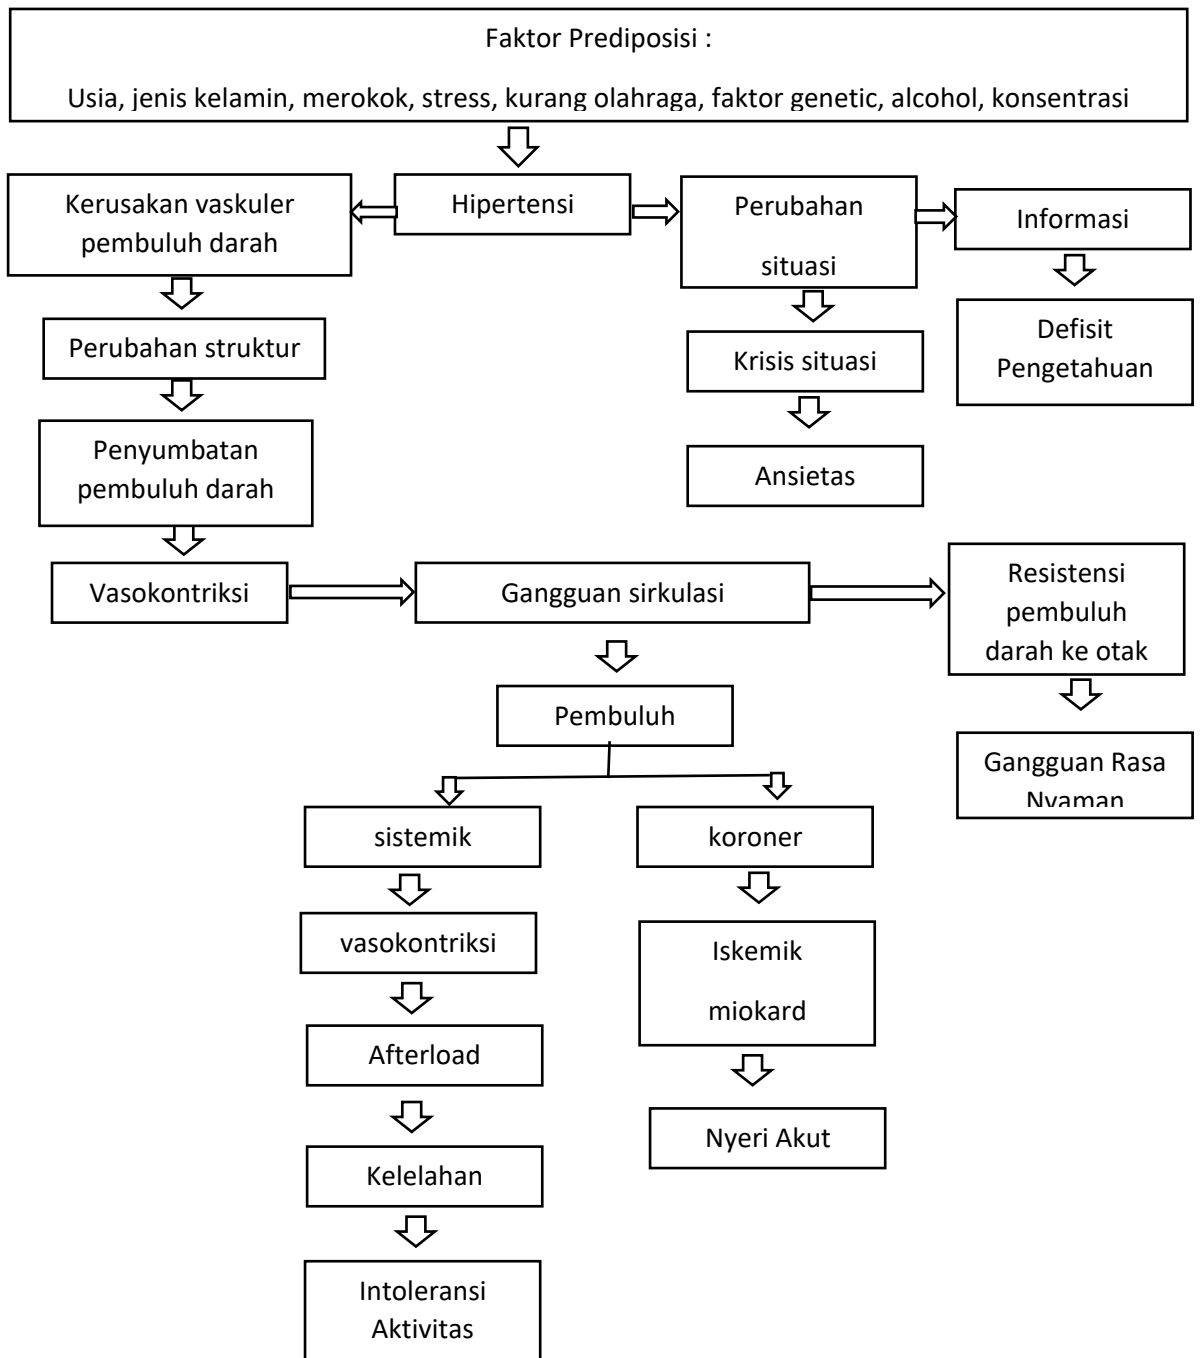 Faktor Prediposisi :
Usia, jenis kelamin, merokok, stress, kurang olahraga, faktor genetic, alcohol, konsentrasi
Kerusakan vaskuler
pembuluh darah
Hipertensi
Perubahan
situasi
Informasi
Perubahan struktur
Krisis situasi
Defisit
Pengetahuan
Penyumbatan
pembuluh darah
Ansietas
Vasokontriksi
Gangguan sirkulasi
Resistensi
pembuluh
darah ke otak
Pembuluh
Gangguan Rasa
Nyaman
sistemik
koroner
vasokontriksi
Iskemik
miokard
Afterload
Nyeri Akut
Kelelahan
Intoleransi
Aktivitas